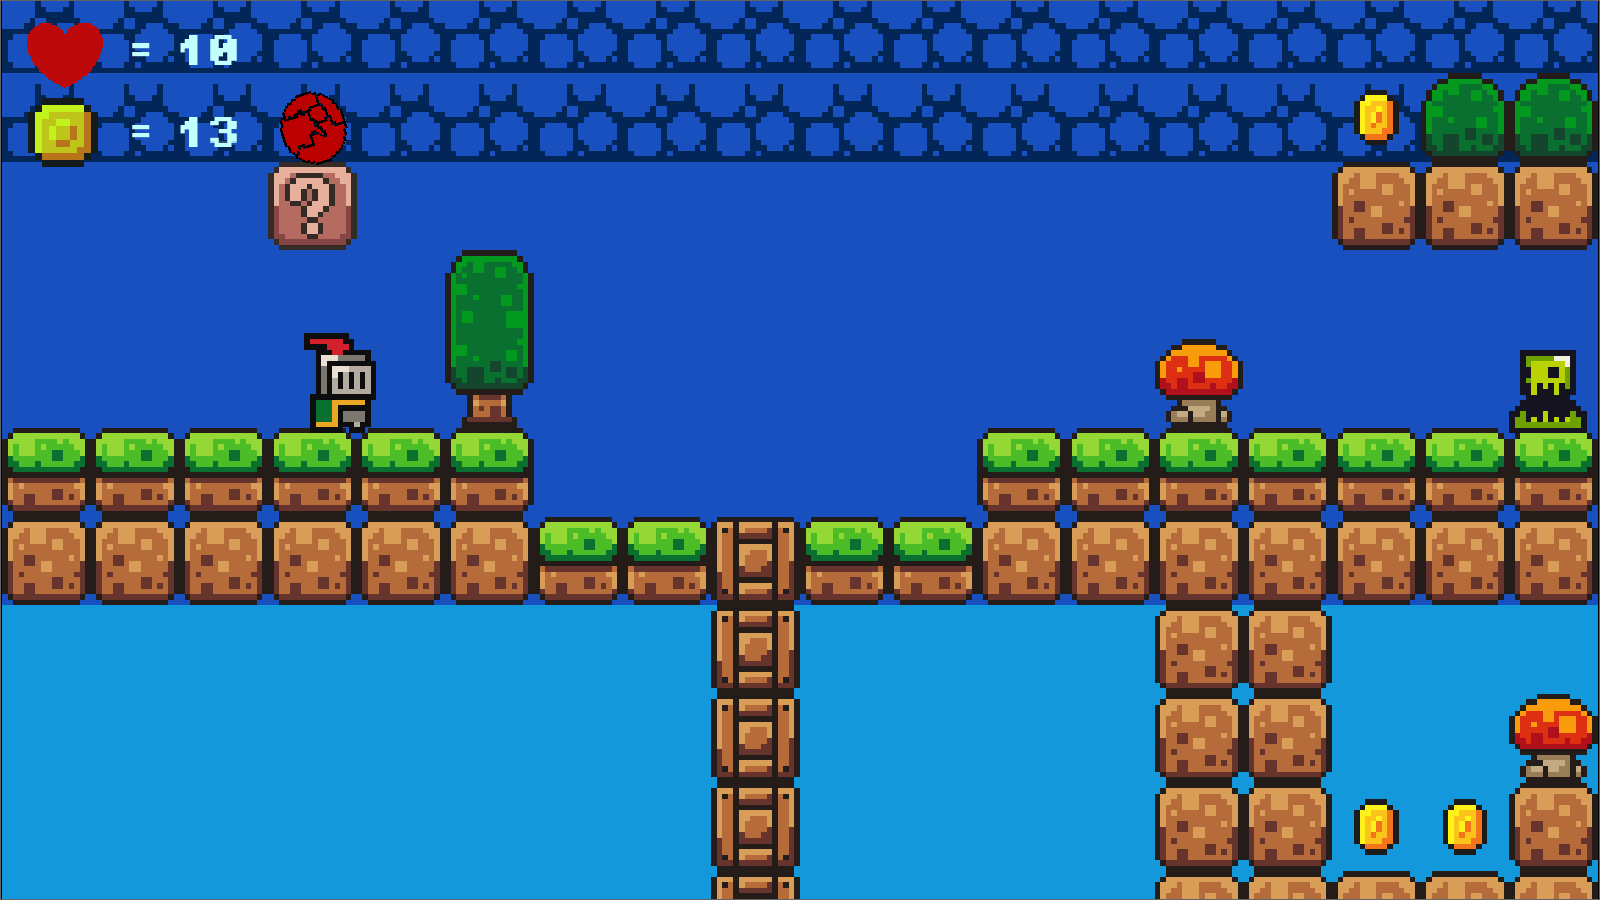 = 10
= 13
?